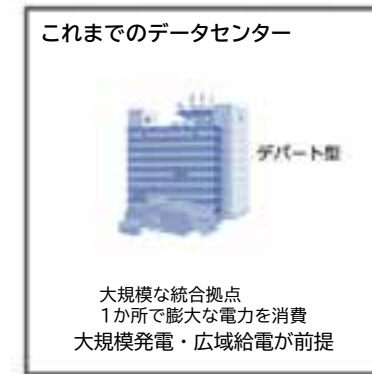 これまでのデータセンター
デパート型
大規模な統合拠点
1か所で膨大な電力を消費
大規模発電・広域給電が前提